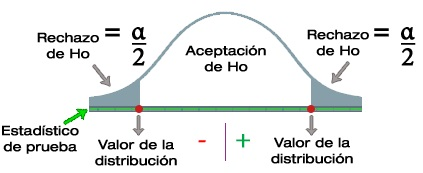 Rechazo = α/2
de Ho
Aceptación
de Ho
Rechazo = α/2
de Ho
Estadístico
de prueba
Valor de la
distribución
- +
Valor de la
distribución